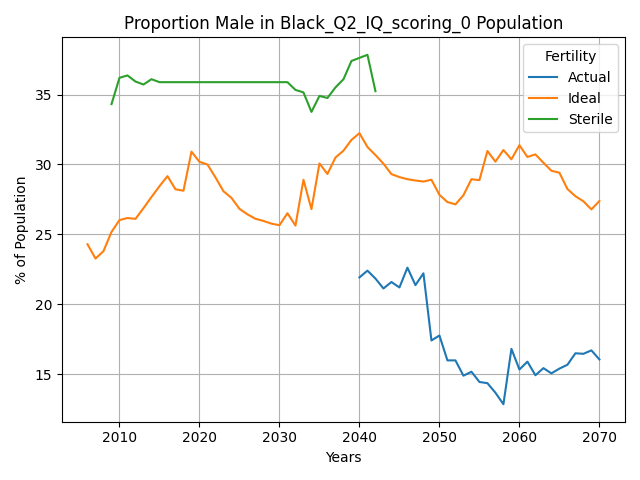 Proportion Male in Black_Q2_IQ_scoring_0 Population
Fertility
Actual
Ideal
Sterile
% of Population
35
30
25
20
15
2010 2020 2030 2040 2050 2060 2070
Years